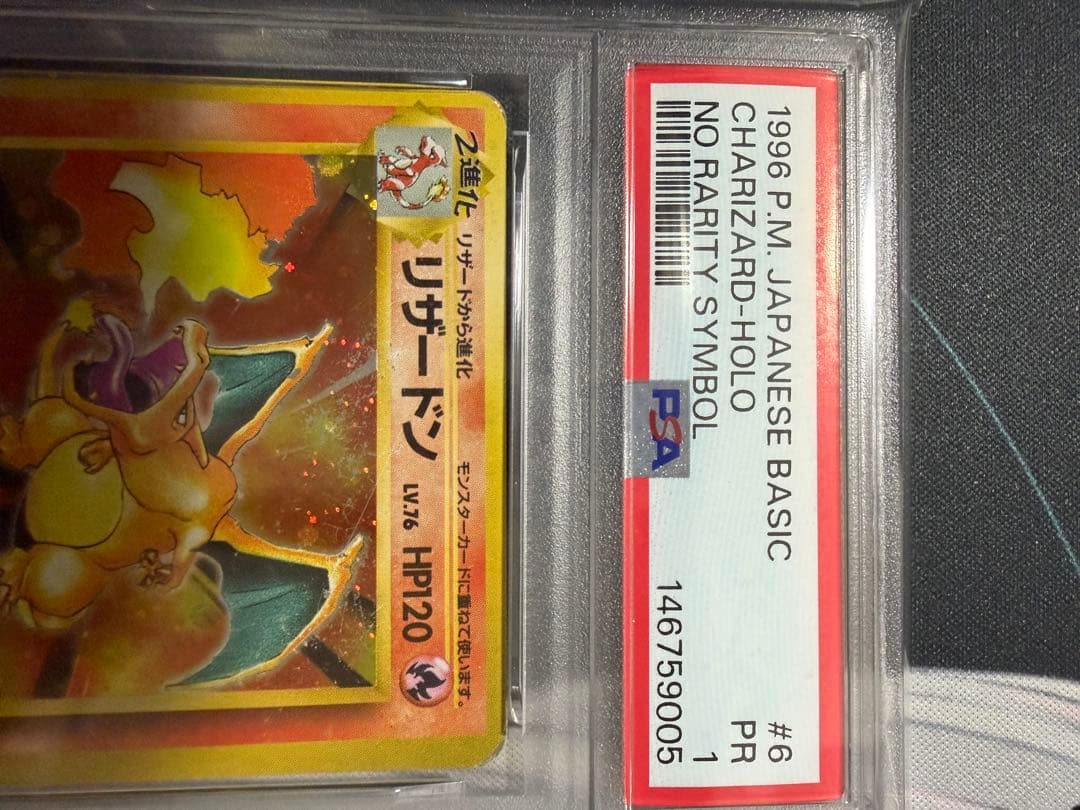 1996 P.M. JAPANESE BASIC #6
CHARIZARD-HOLO PR
NO RARITY SYMBOL 1
PSA
146759005
2進化 リザードから進化 モンスターカードに重ねて使います。
リザードン LV.76 HP120